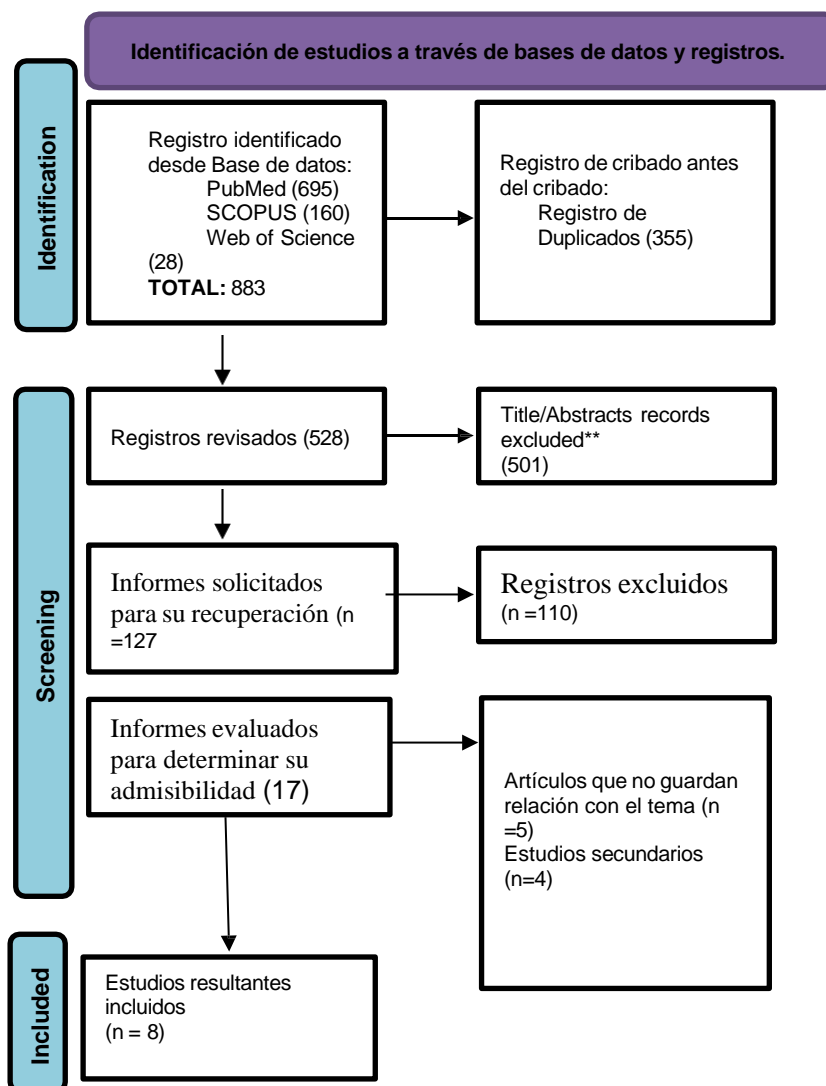 Identificación de estudios a través de bases de datos y registros.
Identification
Registro identificado
desde Base de datos:
PubMed (695)
SCOPUS (160)
Web of Science
(28)
TOTAL: 883
Registro de cribado antes
del cribado:
Registro de
Duplicados (355)
Screening
Registros revisados (528)
Title/Abstracts records
excluded**
(501)
Informes solicitados
para su recuperación (n
=127
Registros excluidos
(n =110)
Informes evaluados
para determinar su
admisibilidad (17)
Artículos que no guardan
relación con el tema (n
=5)
Estudios secundarios
(n=4)
Included
Estudios resultantes
incluidos
(n = 8)